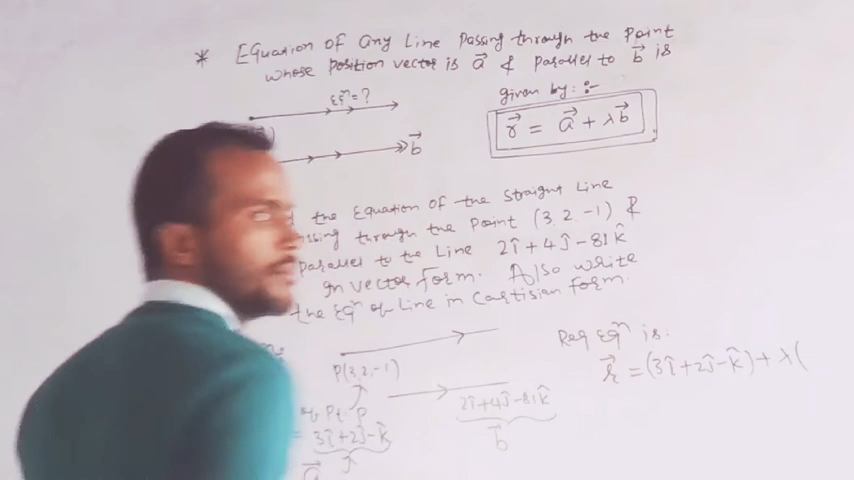 * Equation of any Line Passing through the Point
whose position vector is a⃗ & parallel to b⃗ is
given by:-
Eqⁿ=?
r⃗ = a⃗ + λb⃗
b⃗
the Equation of the Straight Line
through the point (3, 2, -1) &
parallel to the Line 2î+4ĵ-81k̂
in vector form. Also write
the Eqⁿ of Line in Cartisian form.
Req Eqⁿ is:
r⃗ = (3î+2ĵ-k̂) + λ(
P(3,2,-1)
2î+4ĵ-81k̂
b⃗
of Pt. P
= 3î+2ĵ-k̂
a⃗